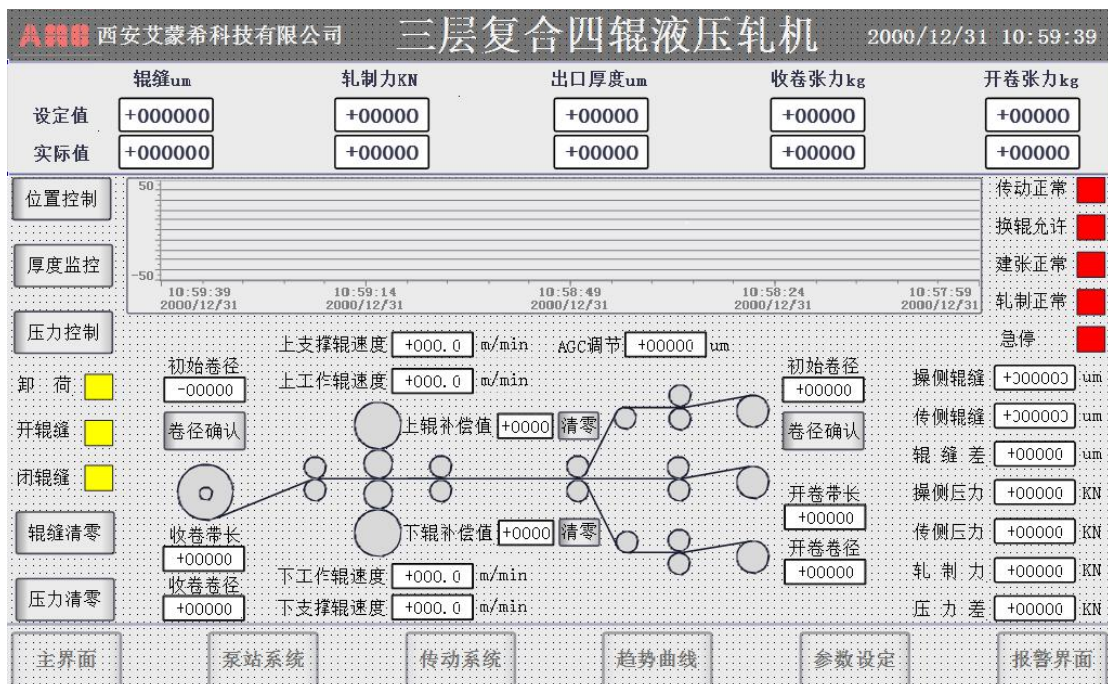 ABB 西安艾蒙希科技有限公司 三层复合四辊液压轧机 2000/12/31 10:59:39
辊缝um 轧制力KN 出口厚度um 收卷张力kg 开卷张力kg
设定值 +000000 +00000 +00000 +00000 +00000
实际值 +000000 +00000 +00000 +00000 +00000
位置控制
厚度监控
压力控制
卸 荷
开辊缝
闭辊缝
辊缝清零
压力清零
50
-50
10:59:39 10:59:14 10:58:49 10:58:24 10:57:59
2000/12/31 2000/12/31 2000/12/31 2000/12/31 2000/12/31
传动正常
换辊允许
建张正常
轧制正常
急停
上支撑辊速度 +000.0 m/min AGC调节 +00000 um
上工作辊速度 +000.0 m/min
初始卷径
-00000
卷径确认
上辊补偿值 +0000 清零
初始卷径
+00000
卷径确认
下辊补偿值 +0000 清零
收卷带长
+00000
收卷卷径
+00000
开卷带长
+00000
开卷卷径
+00000
下工作辊速度 +000.0 m/min
下支撑辊速度 +000.0 m/min
操侧辊缝 +000000 um
传侧辊缝 +000000 um
辊 缝 差 +00000 um
操侧压力 +00000 KN
传侧压力 +00000 KN
轧 制 力 +00000 KN
压 力 差 +00000 KN
主界面 泵站系统 传动系统 趋势曲线 参数设定 报警界面